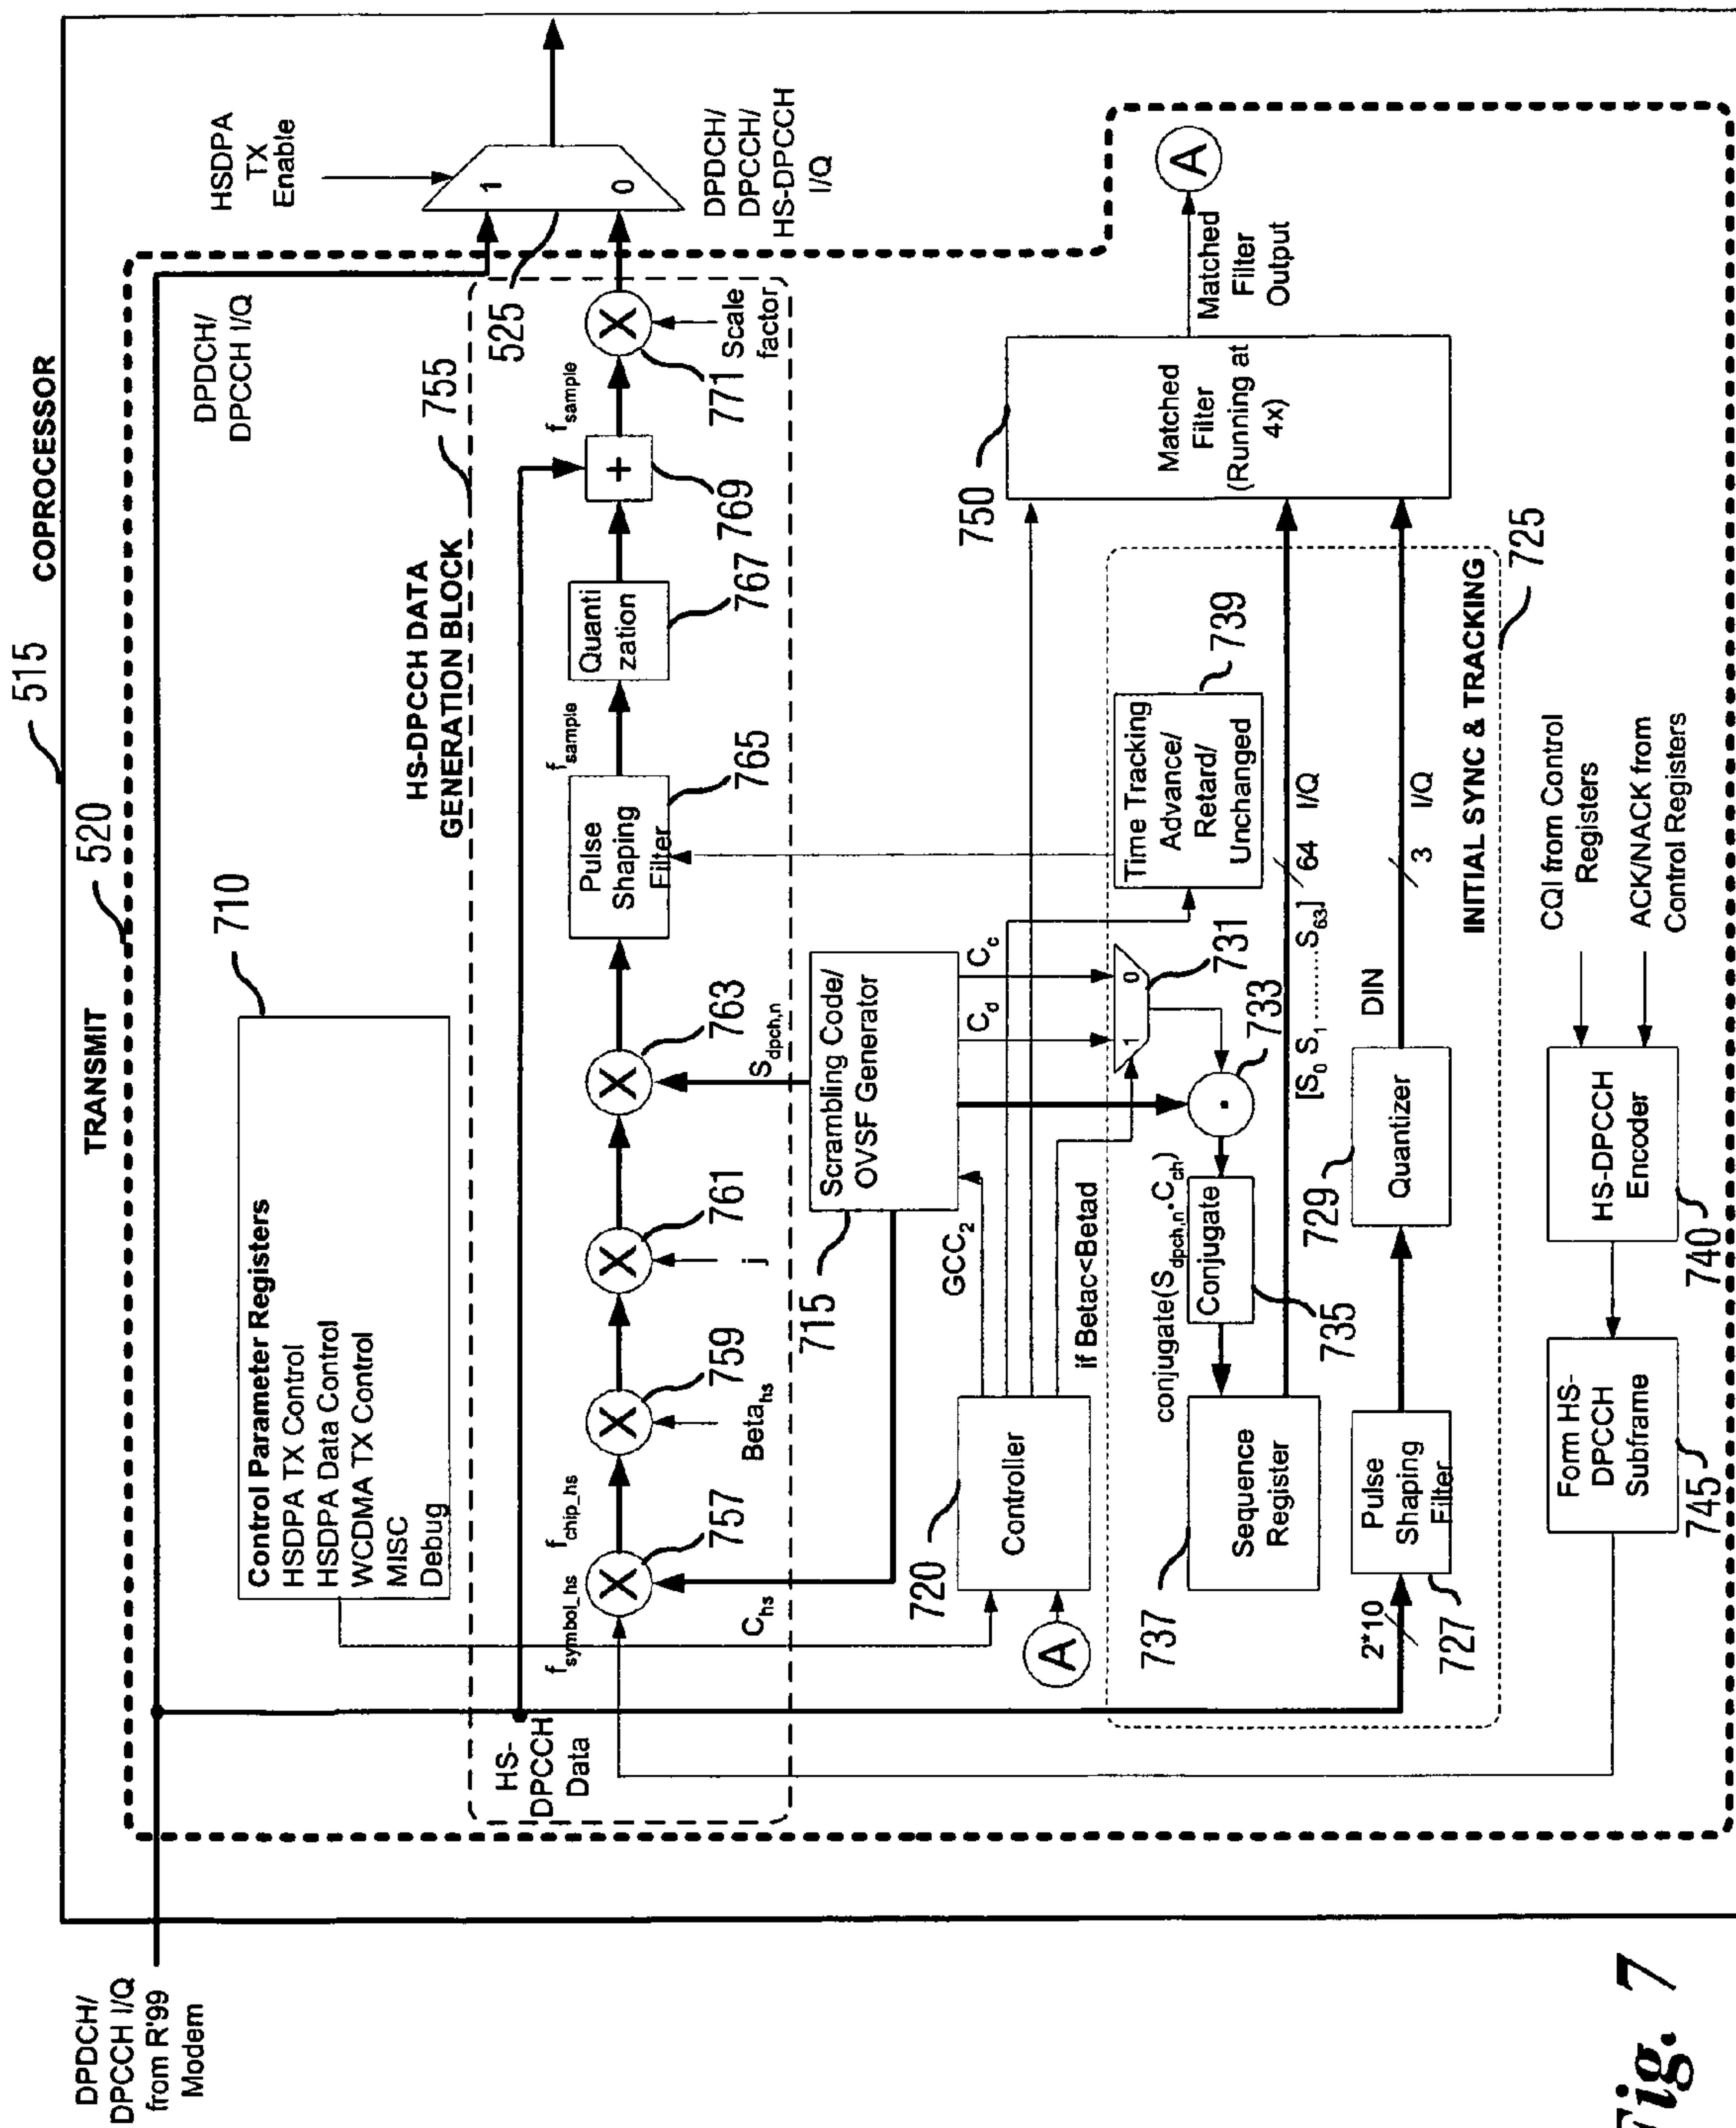 515
COPROCESSOR
520
TRANSMIT
DPDCH/
DPCCH I/Q
from R'99
Modem
710
Control Parameter Registers
HSDPA TX Control
HSDPA Data Control
WCDMA TX Control
MISC
Debug
DPDCH/
DPCCH I/Q
HSDPA
TX
Enable
1
0
525
DPDCH/
DPCCH/
HS-DPCCH
I/Q
HS-DPCCH DATA
GENERATION BLOCK
755
HS-
DPCCH
Data
f_symbol_hs
f_chip_hs
X
757
C_hs
X
759
Beta_hs
X
761
j
X
763
S_dpch,n
Pulse
Shaping
Filter
765
f_sample
Quanti
zation
767
+
769
f_sample
X
771
Scale
factor
715
Scrambling Code/
OVSF Generator
GCC_2
C_d
C_c
720
Controller
A
if Betac<Betad
1
0
731
733
.
conjugate(S_dpch,n.C_ch)
Conjugate
735
737
Sequence
Register
[S_0 S_1 ........ S_63]
64
I/Q
Time Tracking
Advance/
Retard/
Unchanged
739
2*10
Pulse
Shaping
Filter
727
729
Quantizer
DIN
3
I/Q
INITIAL SYNC & TRACKING
725
750
Matched
Filter
(Running at
4x)
Matched
Filter
Output
A
CQI from Control
Registers
ACK/NACK from
Control Registers
HS-DPCCH
Encoder
740
Form HS-
DPCCH
Subframe
745
Fig. 7